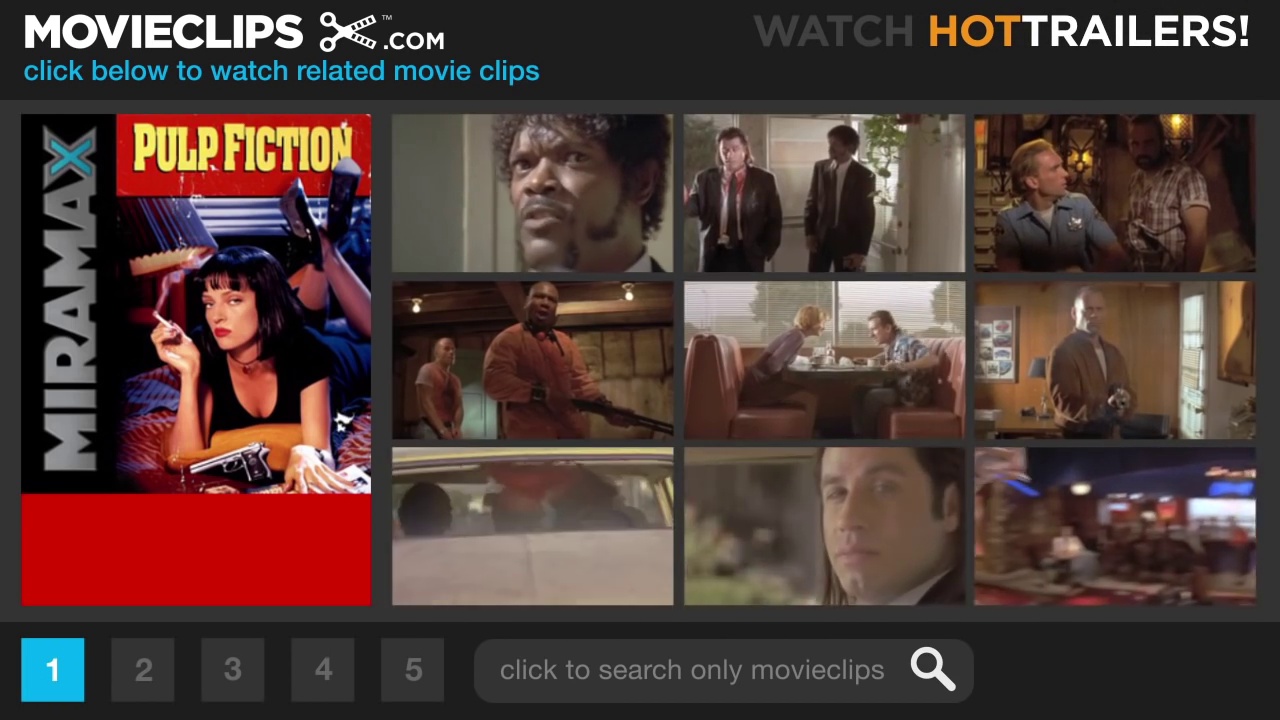 MOVIECLIPS ™ .COM
click below to watch related movie clips
WATCH HOTTRAILERS!
MIRAMAX
PULP FICTION
1 2 3 4 5
click to search only movieclips